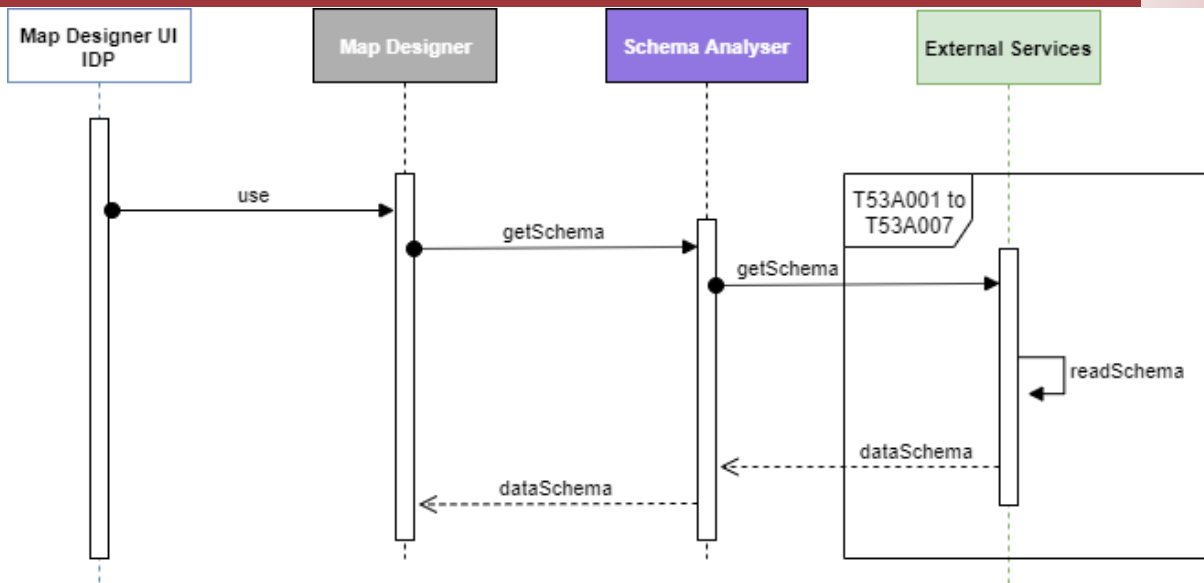 Map Designer UI
IDP
Map Designer
Schema Analyser
External Services
use
T53A001 to
T53A007
getSchema
getSchema
readSchema
dataSchema
dataSchema